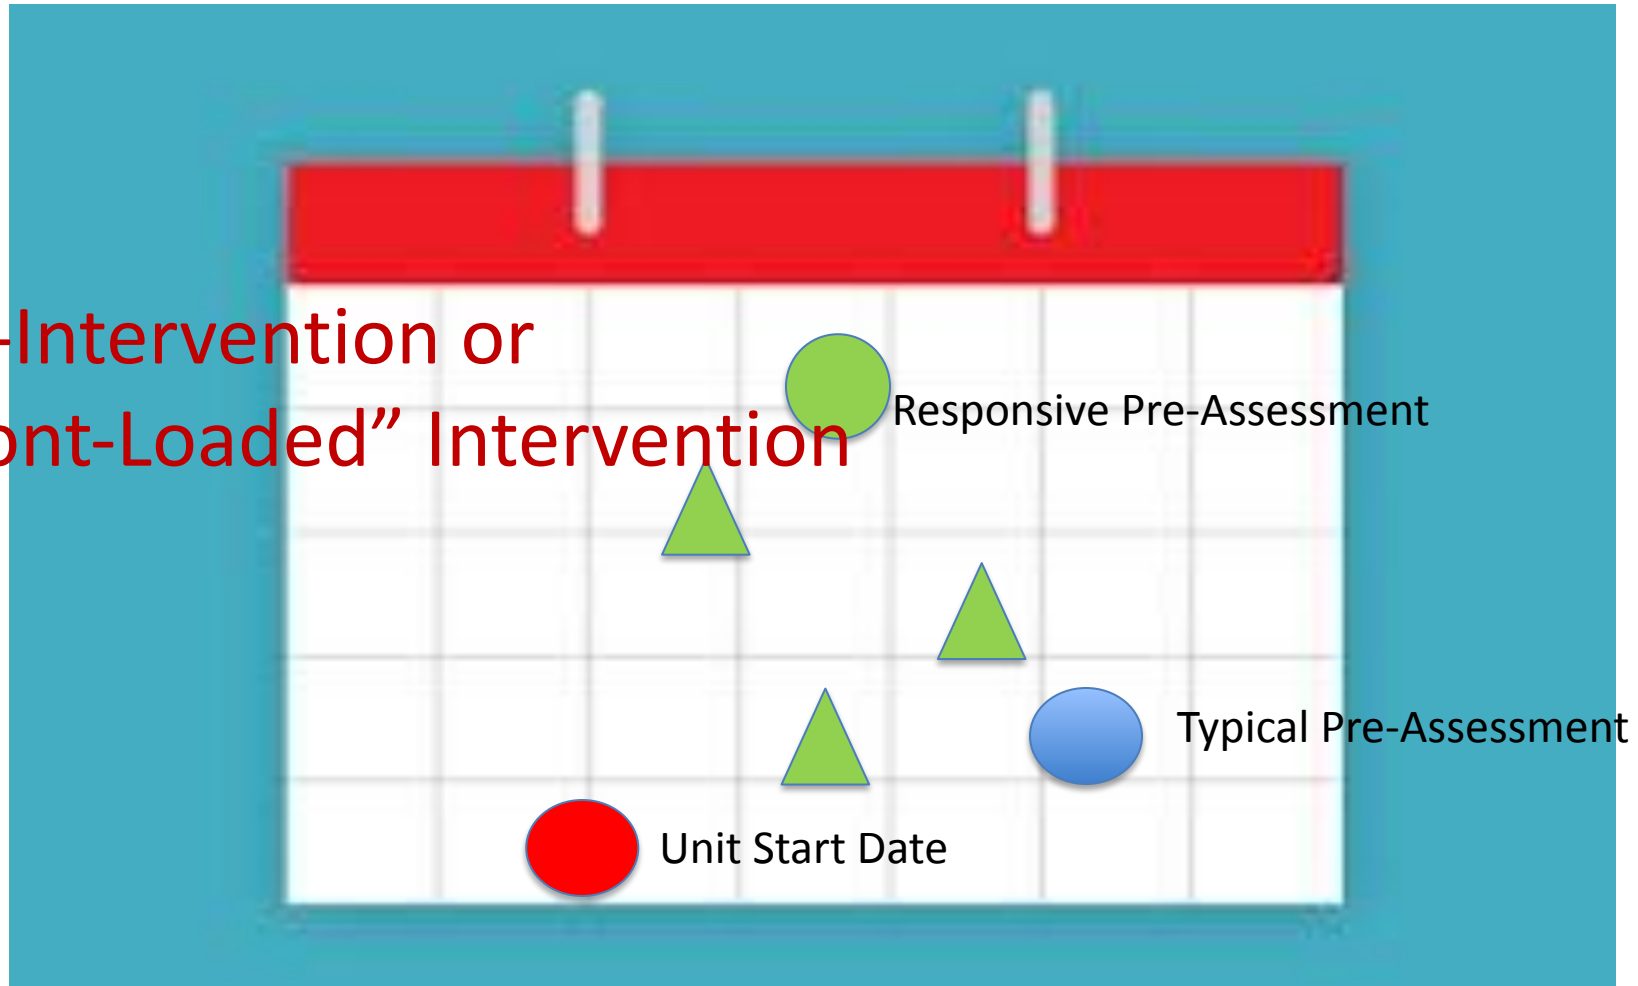 -Intervention or
ont-Loaded” Intervention
Responsive Pre-Assessment
Typical Pre-Assessment
Unit Start Date